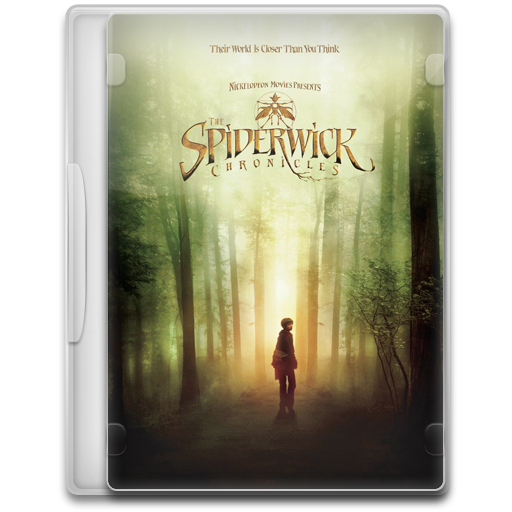 Their World Is Closer Than You Think
Nickelodeon Movies Presents
THE
SPIDERWICK
CHRONICLES